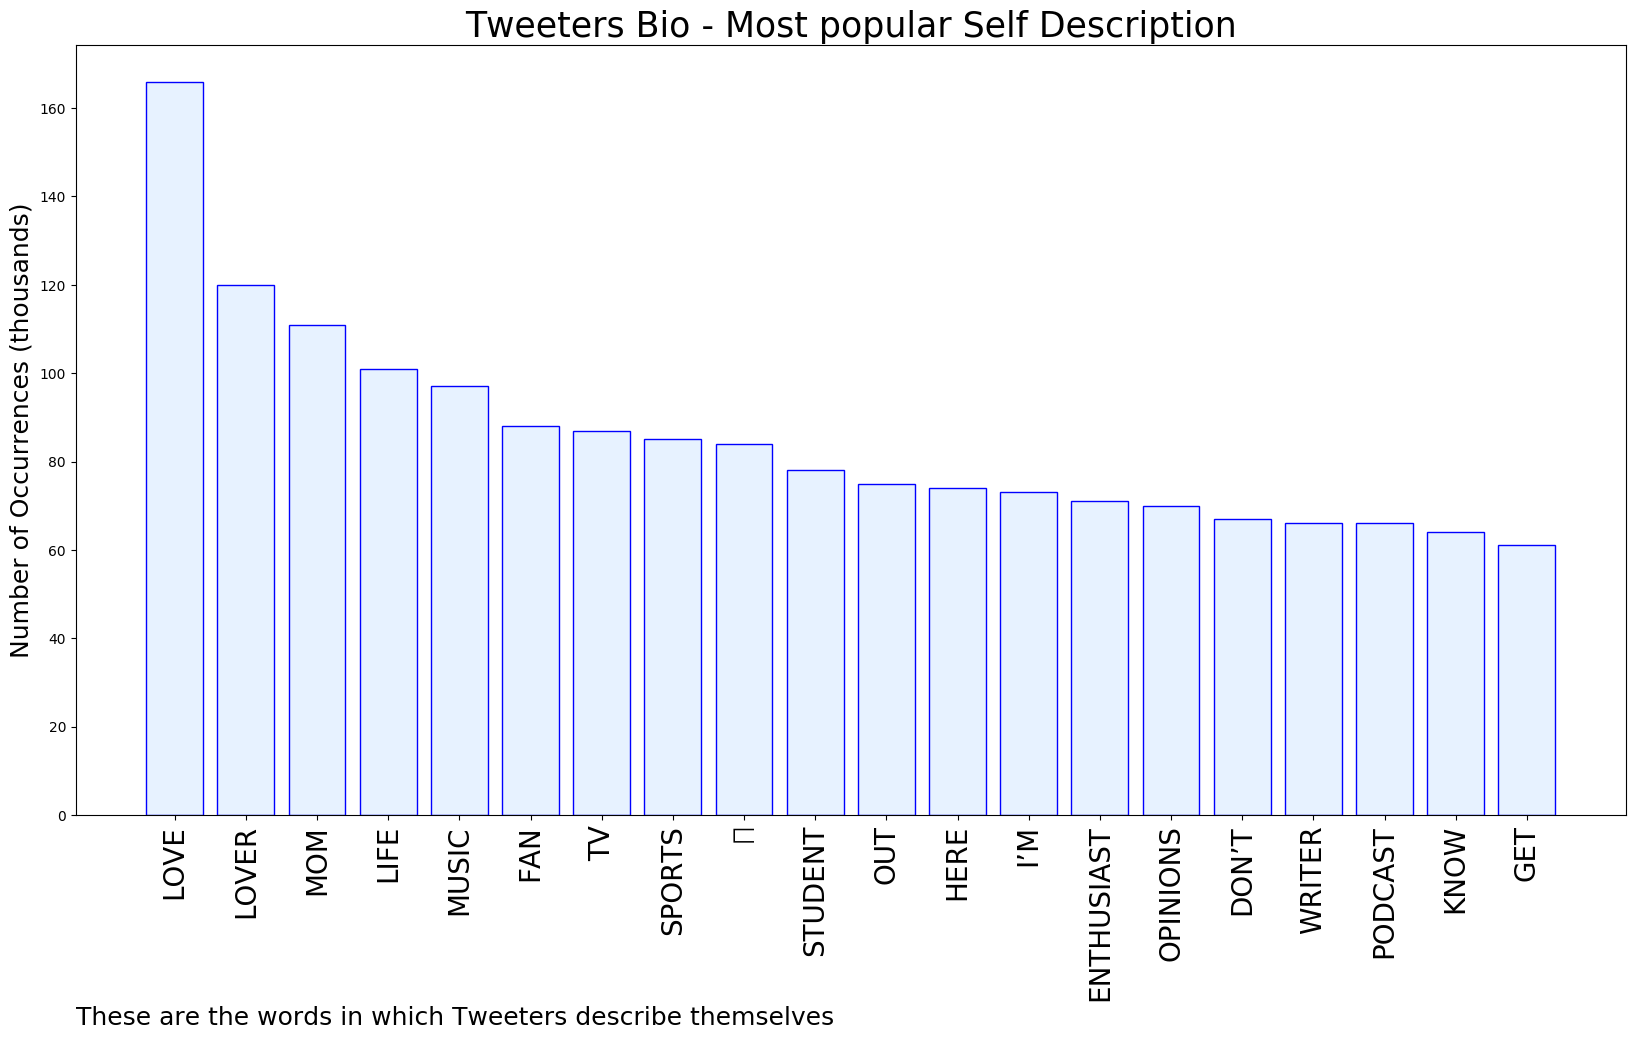 Tweeters Bio - Most popular Self Description
Number of Occurrences (thousands)
160
140
120
100
80
60
40
20
0
LOVE
LOVER
MOM
LIFE
MUSIC
FAN
TV
SPORTS
STUDENT
OUT
HERE
I’M
ENTHUSIAST
OPINIONS
DON’T
WRITER
PODCAST
KNOW
GET
These are the words in which Tweeters describe themselves